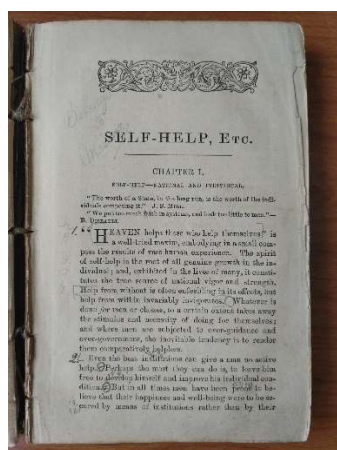 SELF-HELP, ETC.
CHAPTER I.
SELF-HELP—NATIONAL AND INDIVIDUAL.
"The worth of a State, in the long run, is the worth of the indi-
viduals composing it." J. S. MILL.
"We put too much faith in systems, and look too little to men."—
B. DISRAELI.
"HEAVEN helps those who help themselves" is
a well-tried maxim, embodying in a small com-
pass the results of vast human experience. The spirit
of self-help is the root of all genuine growth in the in-
dividual; and, exhibited in the lives of many, it consti-
tutes the true source of national vigor and strength.
Help from without is often enfeebling in its effects, but
help from within invariably invigorates. Whatever is
done for men or classes, to a certain extent takes away
the stimulus and necessity of doing for themselves;
and where men are subjected to over-guidance and
over-government, the inevitable tendency is to render
them comparatively helpless.
Even the best institutions can give a man no active
help. Perhaps the most they can do is, to leave him
free to develop himself and improve his individual con-
dition. But in all times men have been prone to be-
lieve that their happiness and well-being were to be se-
cured by means of institutions rather than by their